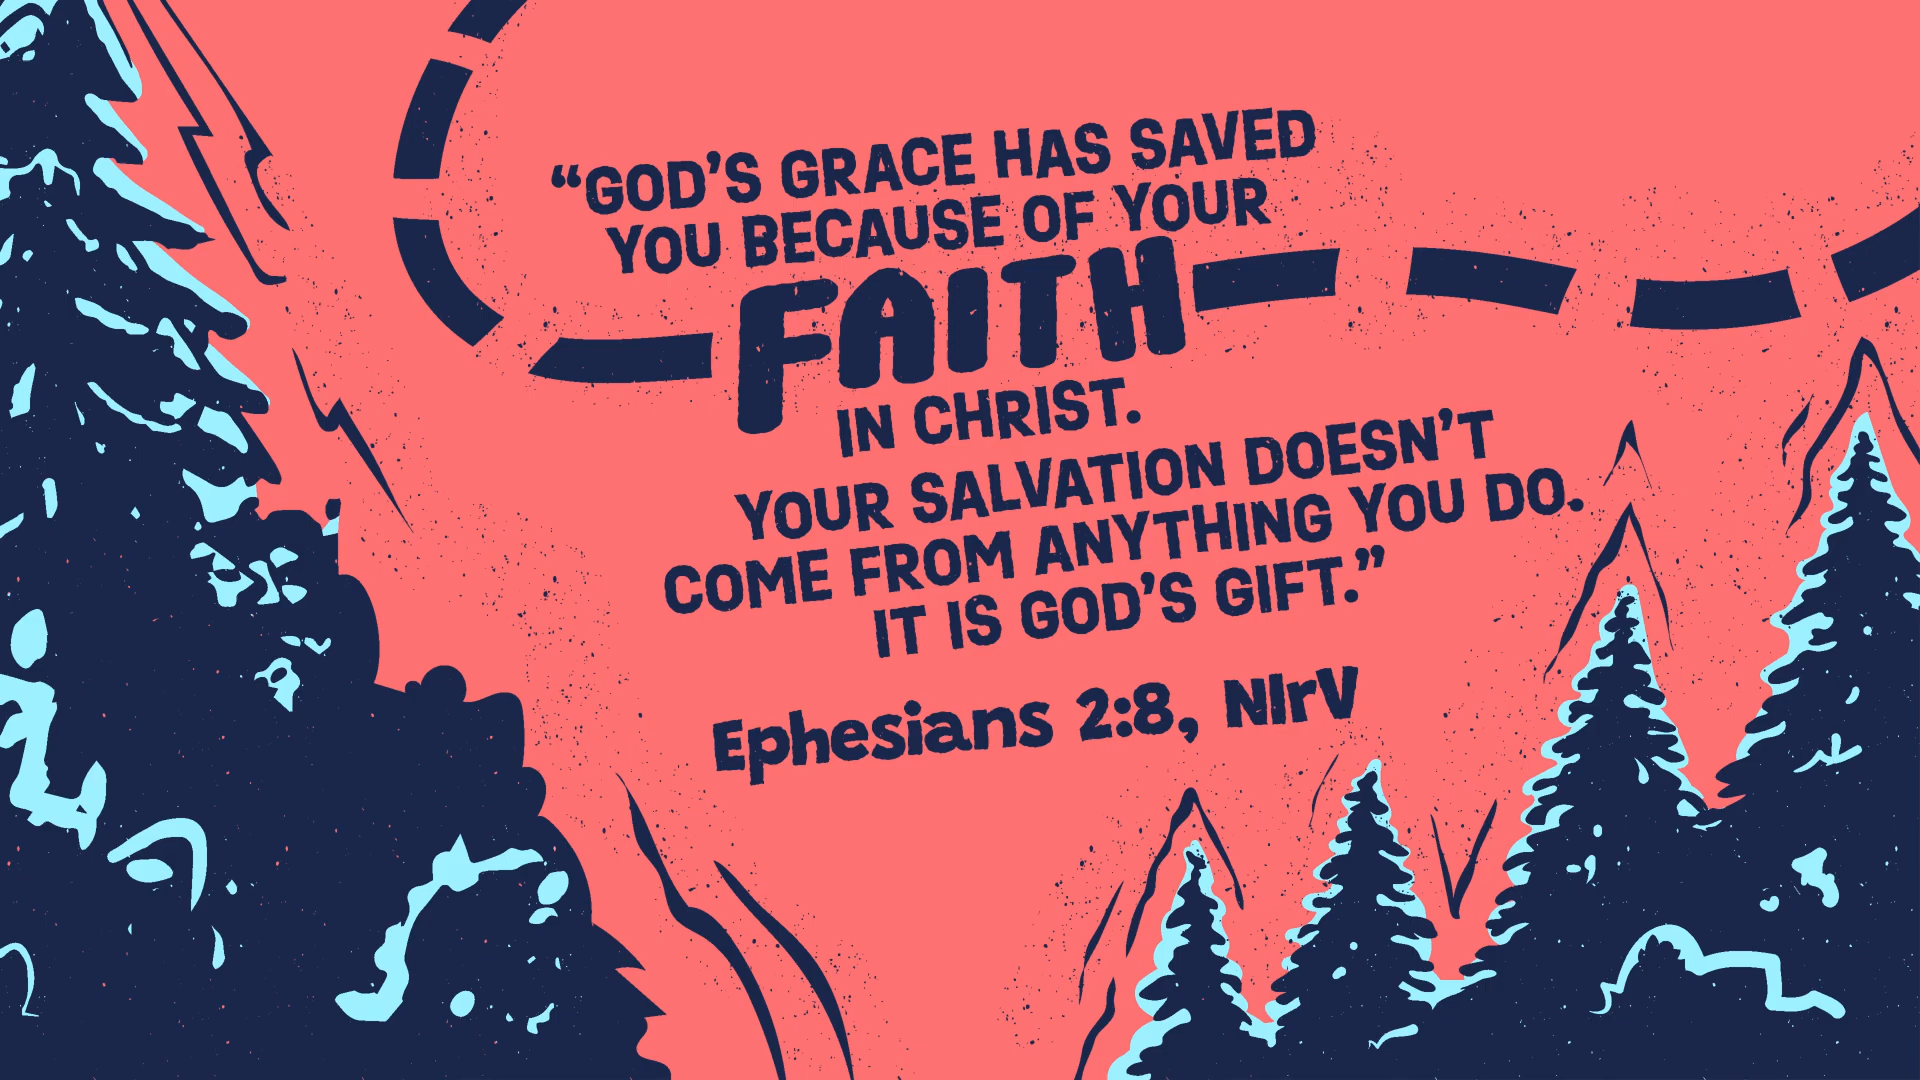 “GOD’S GRACE HAS SAVED
YOU BECAUSE OF YOUR
FAITH
IN CHRIST.
YOUR SALVATION DOESN’T
COME FROM ANYTHING YOU DO.
IT IS GOD’S GIFT.”
Ephesians 2:8, NIrV